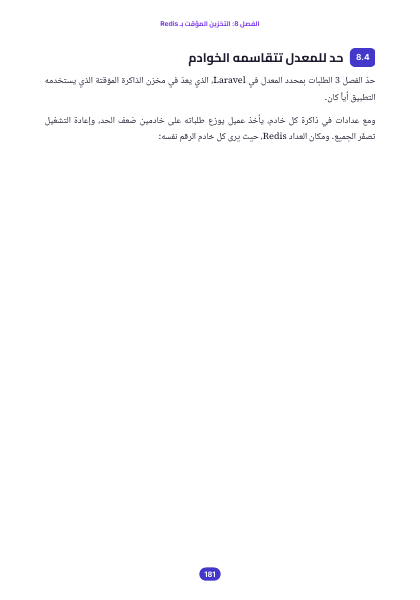 الفصل 8: التخزين المؤقت بـ Redis
8.4 حد للمعدل تتقاسمه الخوادم
حدّ الفصل 3 الطلبات بمحدد المعدل في Laravel، الذي يعدّ في مخزن الذاكرة المؤقتة الذي يستخدمه
التطبيق أياً كان.
ومع عدادات في ذاكرة كل خادم، يأخذ عميل يوزع طلباته على خادمين ضعف الحد، وإعادة التشغيل
تصفّر الجميع. ومكان العداد Redis، حيث يرى كل خادم الرقم نفسه:
181